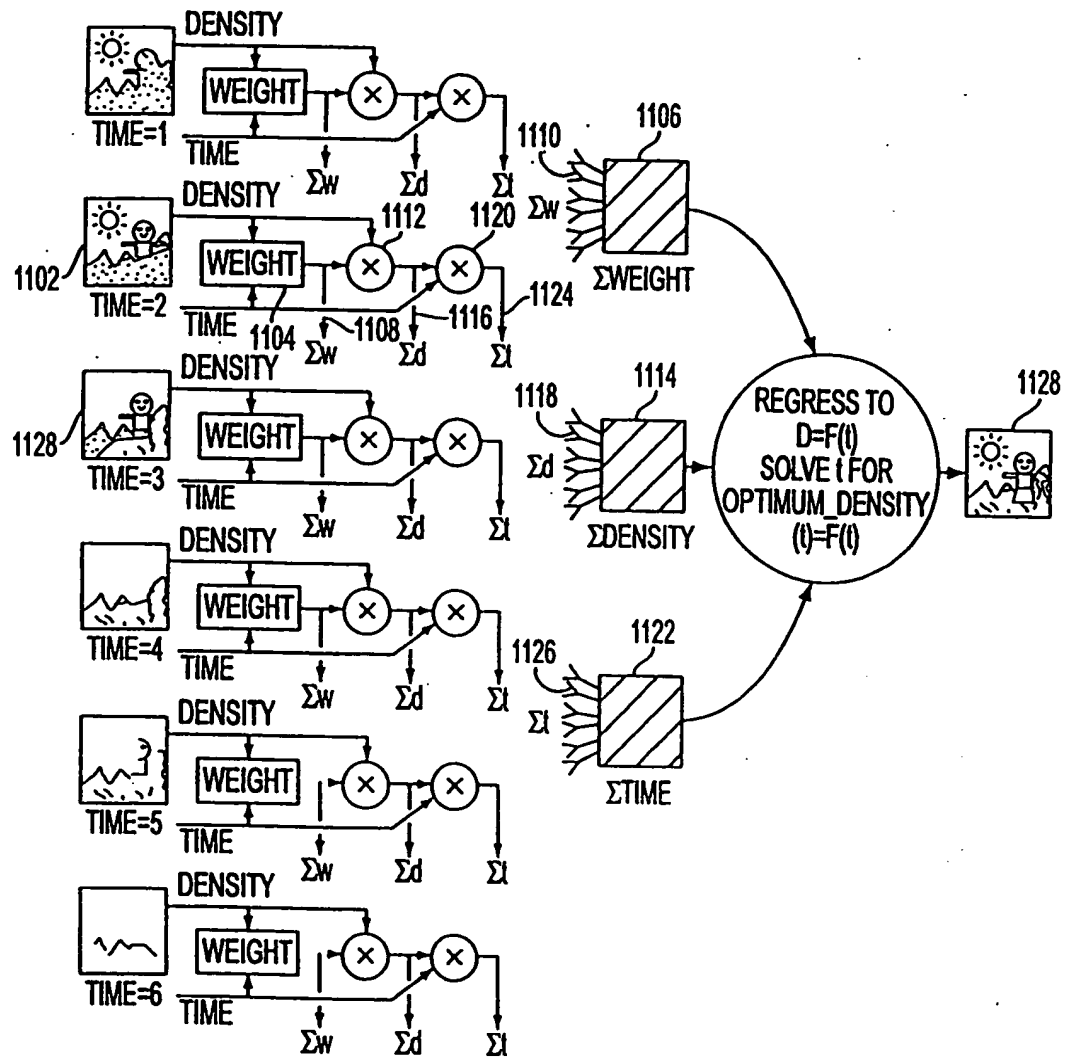 DENSITY
WEIGHT
TIME=1
TIME
Σw
Σd
Σt
DENSITY
1112
1120
1102
WEIGHT
TIME=2
1124
TIME
1104
1108
1116
Σw
Σd
Σt
DENSITY
1128
WEIGHT
TIME=3
TIME
Σw
Σd
Σt
DENSITY
WEIGHT
TIME=4
TIME
Σw
Σd
Σt
DENSITY
WEIGHT
TIME=5
TIME
Σw
Σd
Σt
DENSITY
WEIGHT
TIME=6
TIME
Σw
Σd
Σt
1106
1110
Σw
ΣWEIGHT
1114
1118
Σd
ΣDENSITY
1122
1126
Σt
ΣTIME
REGRESS TO
D=F(t)
SOLVE t FOR
OPTIMUM_DENSITY
(t)=F(t)
1128